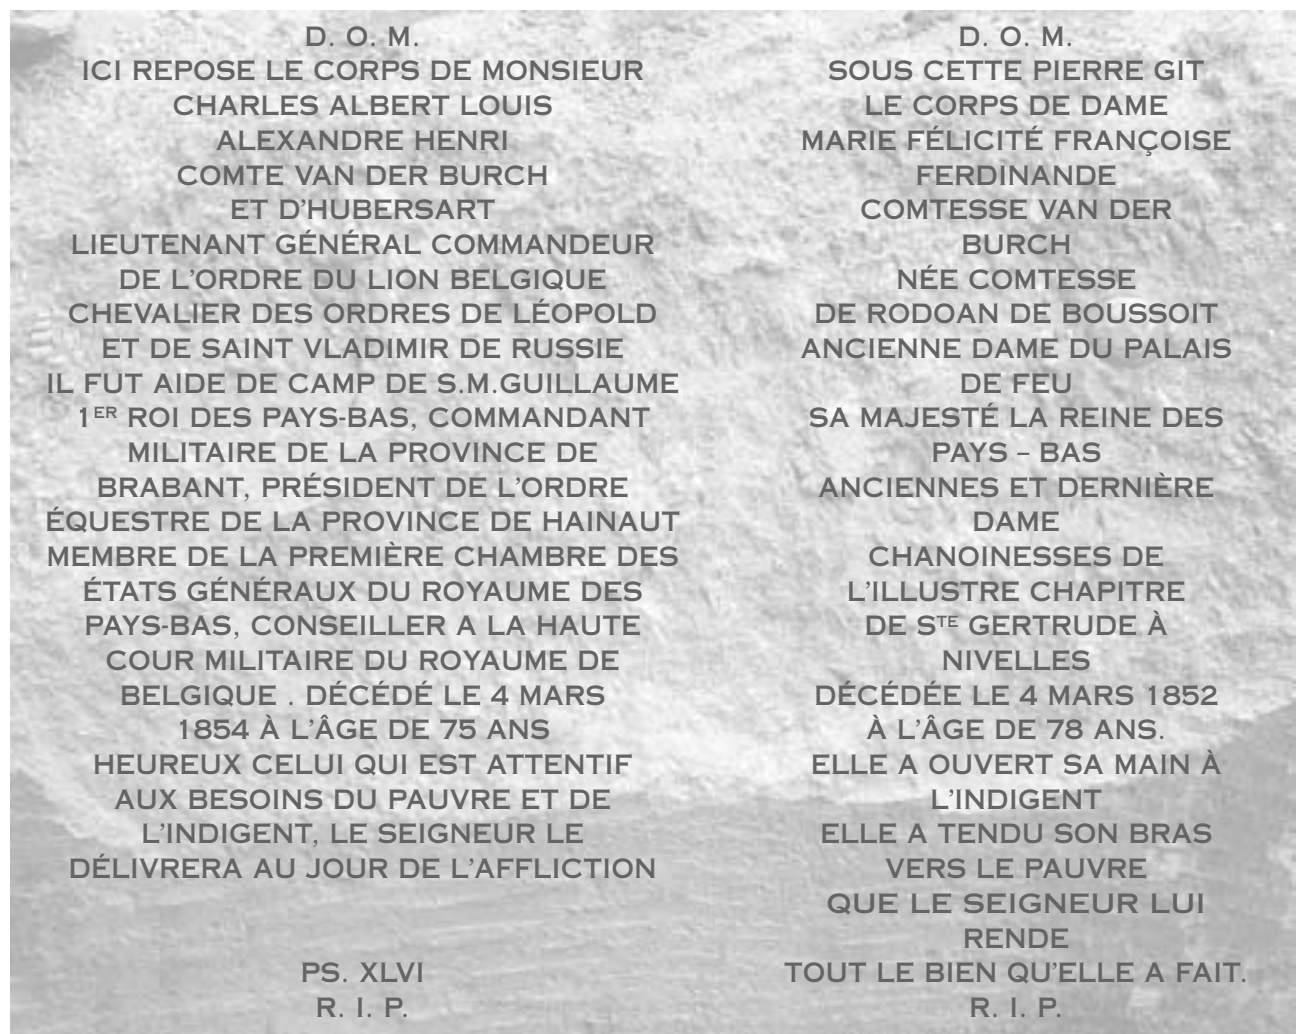 D. O. M.
ICI REPOSE LE CORPS DE MONSIEUR
CHARLES ALBERT LOUIS
ALEXANDRE HENRI
COMTE VAN DER BURCH
ET D’HUBERSART
LIEUTENANT GÉNÉRAL COMMANDEUR
DE L’ORDRE DU LION BELGIQUE
CHEVALIER DES ORDRES DE LÉOPOLD
ET DE SAINT VLADIMIR DE RUSSIE
IL FUT AIDE DE CAMP DE S.M.GUILLAUME
1ER ROI DES PAYS-BAS, COMMANDANT
MILITAIRE DE LA PROVINCE DE
BRABANT, PRÉSIDENT DE L’ORDRE
ÉQUESTRE DE LA PROVINCE DE HAINAUT
MEMBRE DE LA PREMIÈRE CHAMBRE DES
ÉTATS GÉNÉRAUX DU ROYAUME DES
PAYS-BAS, CONSEILLER A LA HAUTE
COUR MILITAIRE DU ROYAUME DE
BELGIQUE . DÉCÉDÉ LE 4 MARS
1854 À L’ÂGE DE 75 ANS
HEUREUX CELUI QUI EST ATTENTIF
AUX BESOINS DU PAUVRE ET DE
L’INDIGENT, LE SEIGNEUR LE
DÉLIVRERA AU JOUR DE L’AFFLICTION
PS. XLVI
R. I. P.
D. O. M.
SOUS CETTE PIERRE GIT
LE CORPS DE DAME
MARIE FÉLICITÉ FRANÇOISE
FERDINANDE
COMTESSE VAN DER
BURCH
NÉE COMTESSE
DE RODOAN DE BOUSSOIT
ANCIENNE DAME DU PALAIS
DE FEU
SA MAJESTÉ LA REINE DES
PAYS – BAS
ANCIENNES ET DERNIÈRE
DAME
CHANOINESSES DE
L’ILLUSTRE CHAPITRE
DE STE GERTRUDE À
NIVELLES
DÉCÉDÉE LE 4 MARS 1852
À L’ÂGE DE 78 ANS.
ELLE A OUVERT SA MAIN À
L’INDIGENT
ELLE A TENDU SON BRAS
VERS LE PAUVRE
QUE LE SEIGNEUR LUI
RENDE
TOUT LE BIEN QU’ELLE A FAIT.
R. I. P.